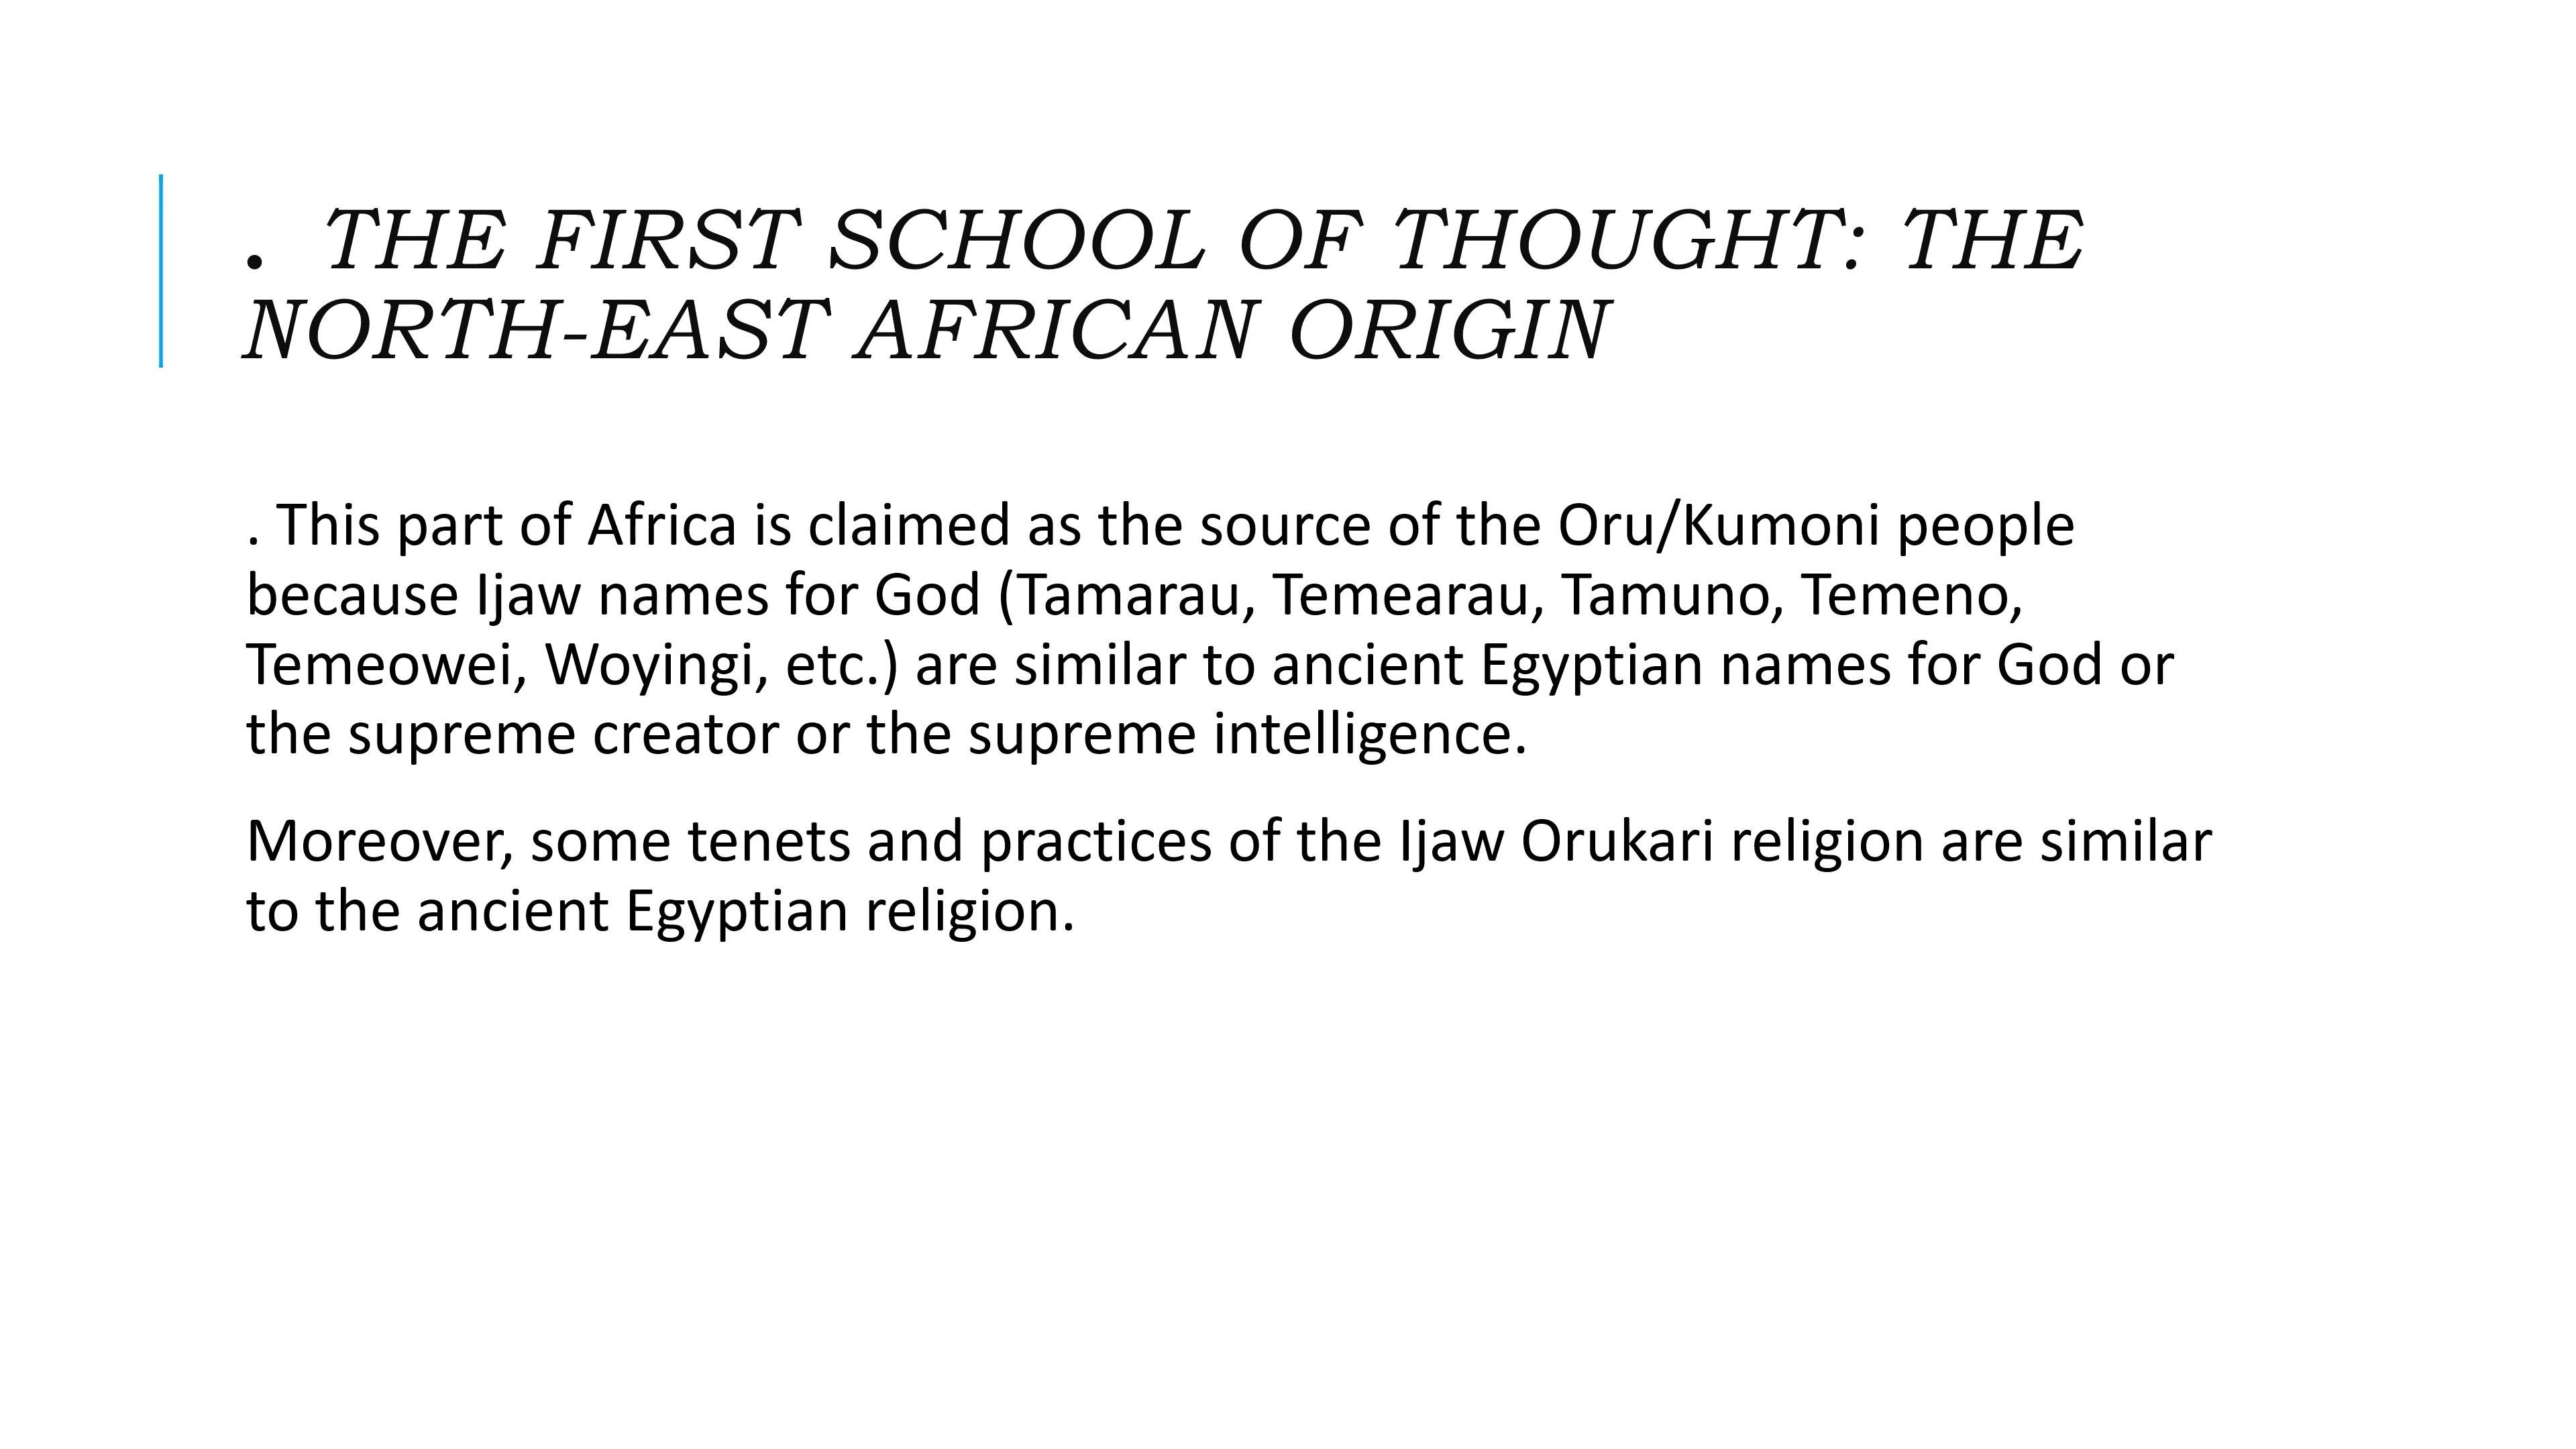 . THE FIRST SCHOOL OF THOUGHT: THE
NORTH-EAST AFRICAN ORIGIN
. This part of Africa is claimed as the source of the Oru/Kumoni people
because Ijaw names for God (Tamarau, Temearau, Tamuno, Temeno,
Temeowei, Woyingi, etc.) are similar to ancient Egyptian names for God or
the supreme creator or the supreme intelligence.
Moreover, some tenets and practices of the Ijaw Orukari religion are similar
to the ancient Egyptian religion.